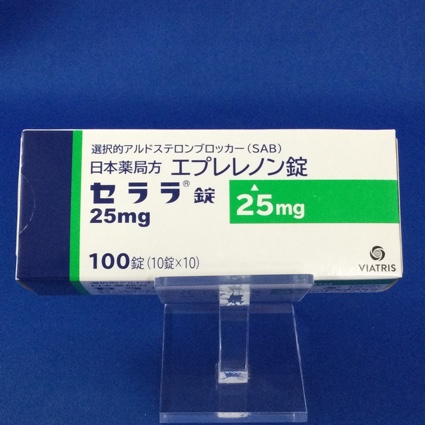 選択的アルドステロンブロッカー(SAB)
日本薬局方 エプレレノン錠
セララ®錠
25mg
25mg
100錠(10錠×10)
VIATRIS